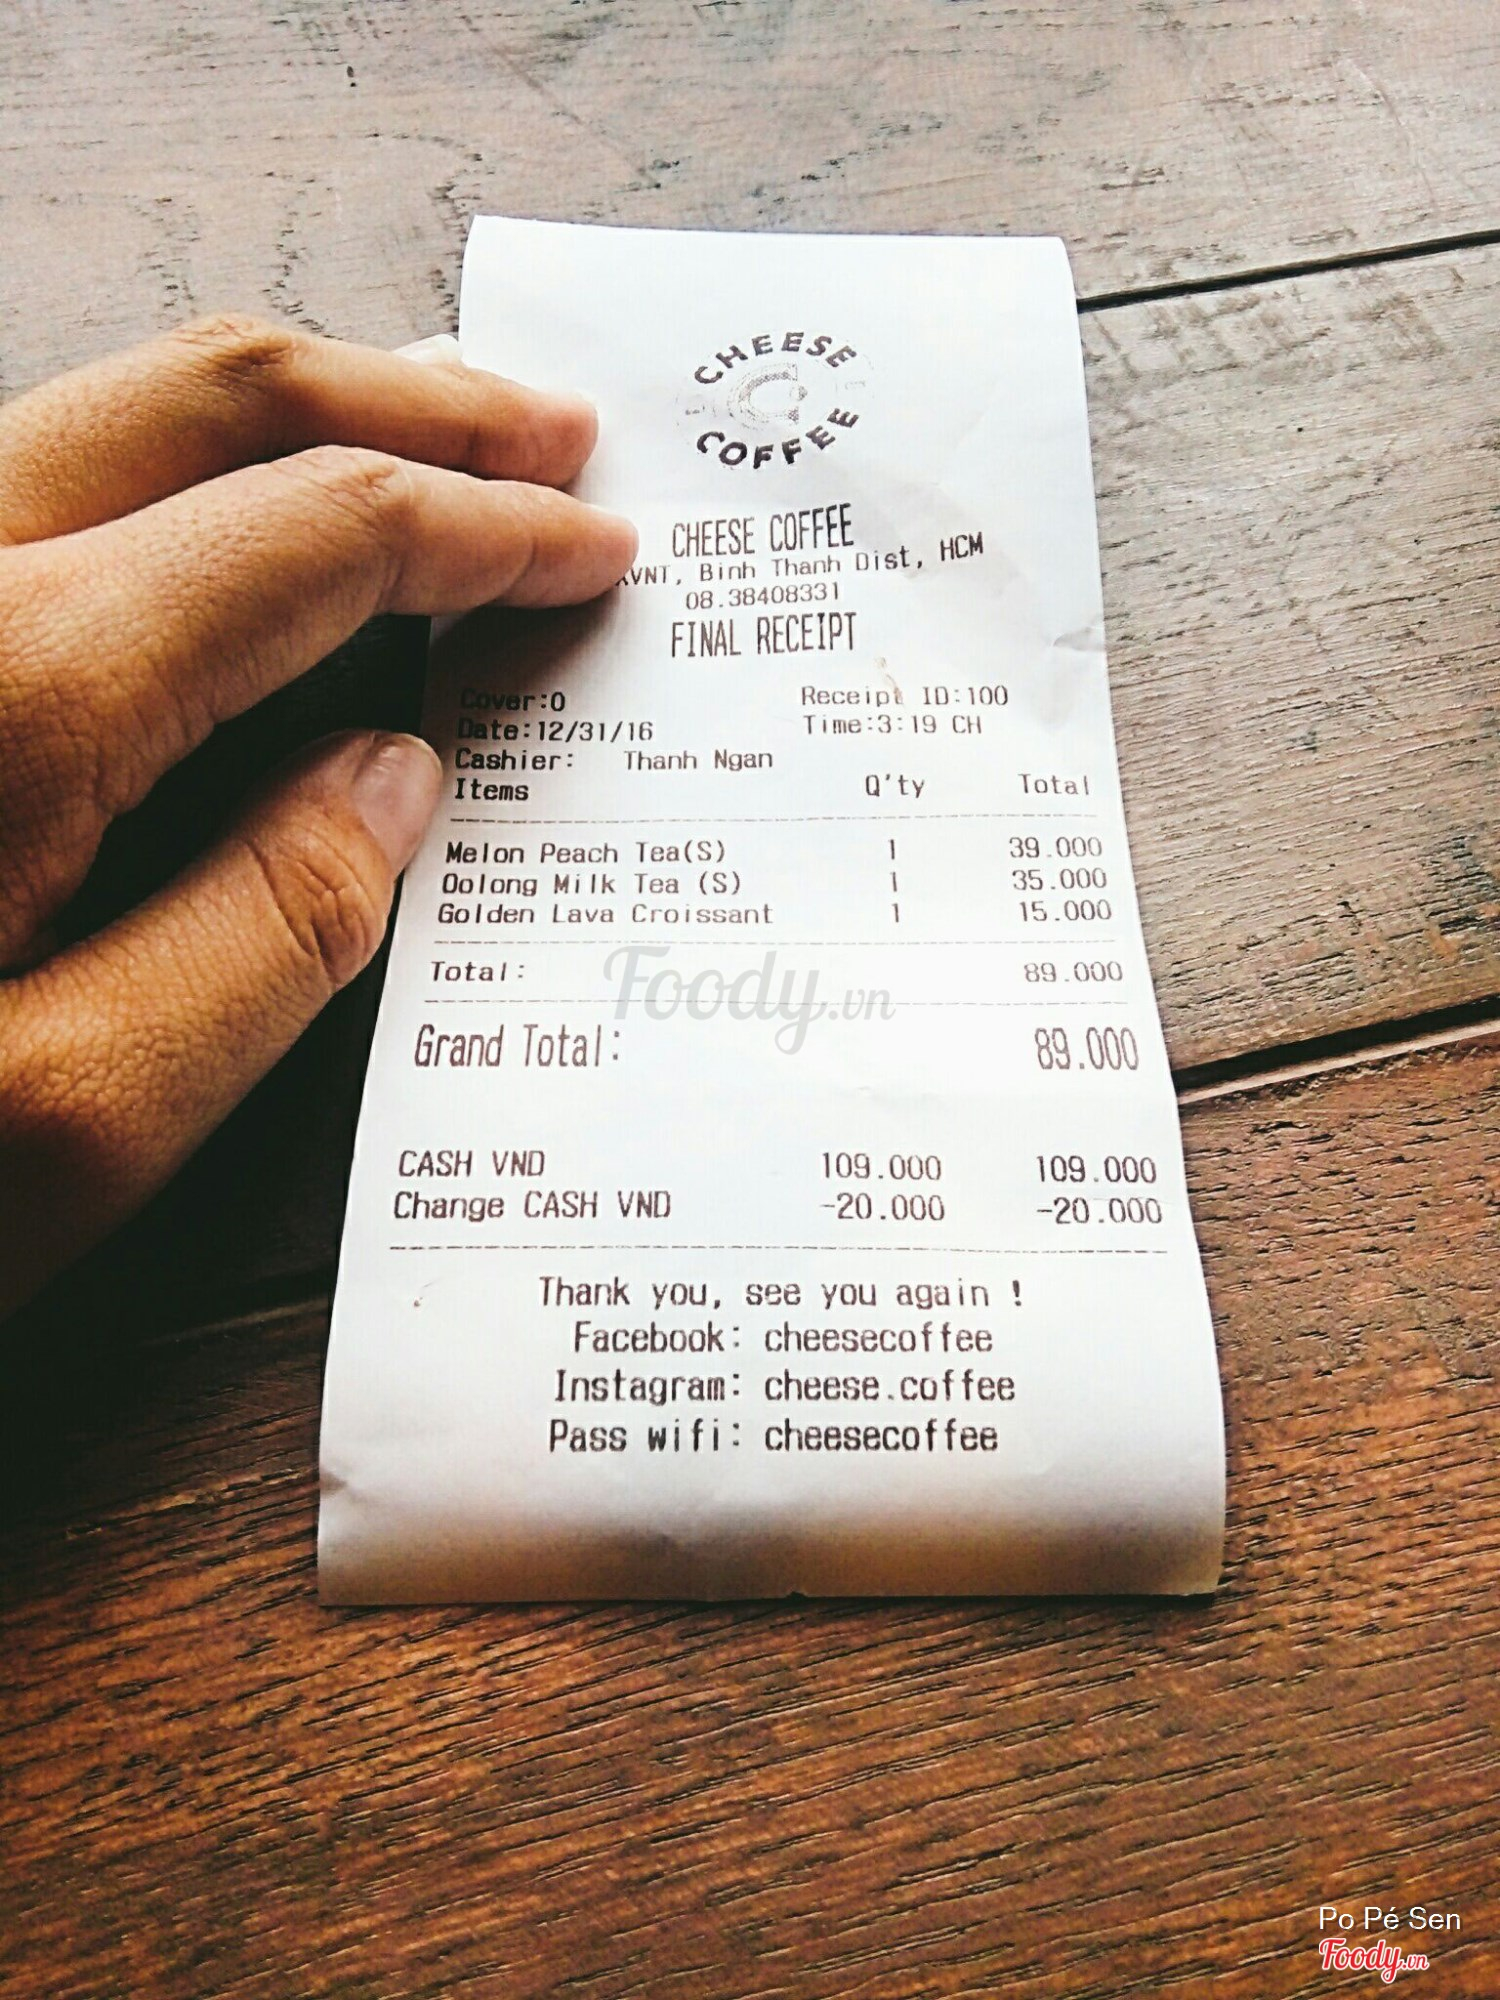 CHEESE
COFFEE
CHEESE COFFEE
XVNT, Binh Thanh Dist, HCM
08.38408331
FINAL RECEIPT
Cover:0 Receipt ID:100
Date:12/31/16 Time:3:19 CH
Cashier: Thanh Ngan
Items Q'ty Total
Melon Peach Tea(S) 1 39.000
Oolong Milk Tea (S) 1 35.000
Golden Lava Croissant 1 15.000
Total: 89.000
Foody.vn
Grand Total: 89.000
CASH VND 109.000 109.000
Change CASH VND -20.000 -20.000
Thank you, see you again !
Facebook: cheesecoffee
Instagram: cheese.coffee
Pass wifi: cheesecoffee
Po Pé Sen
Foody.vn